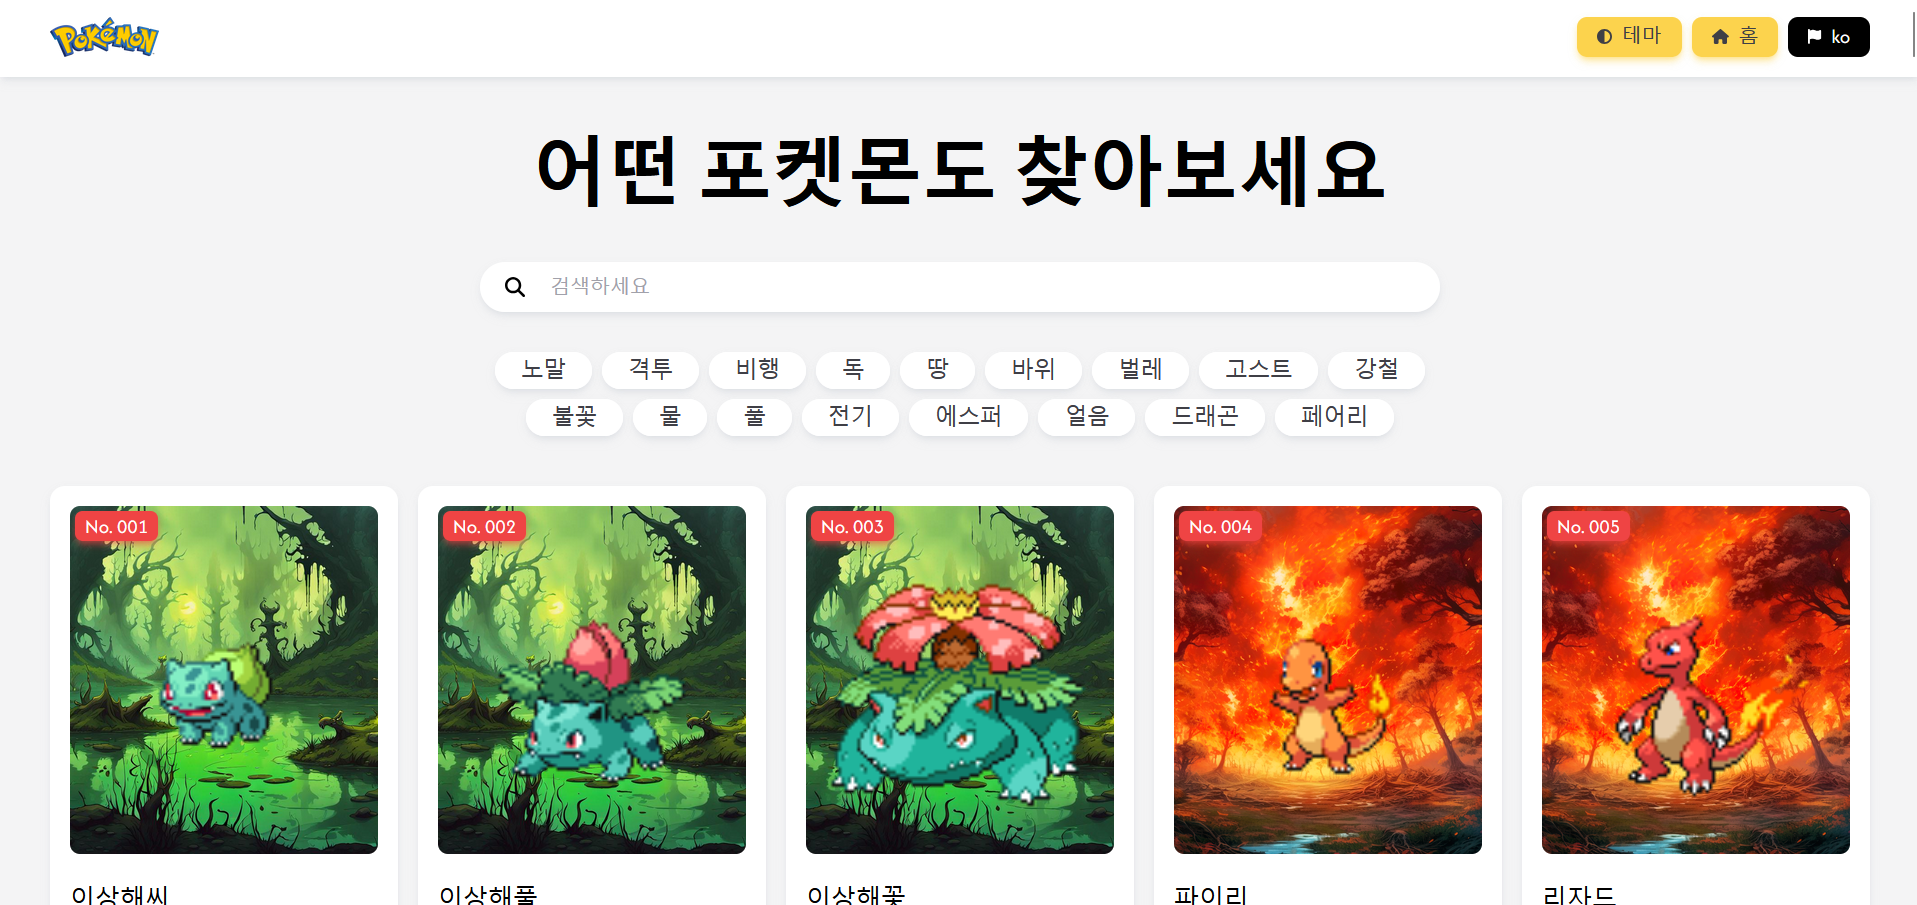 Pokémon
테마 홈 ko
어떤 포켓몬도 찾아보세요
검색하세요
노말 격투 비행 독 땅 바위 벌레 고스트 강철
불꽃 물 풀 전기 에스퍼 얼음 드래곤 페어리
No. 001 No. 002 No. 003 No. 004 No. 005
이상해씨 이상해풀 이상해꽃 파이리 리자드